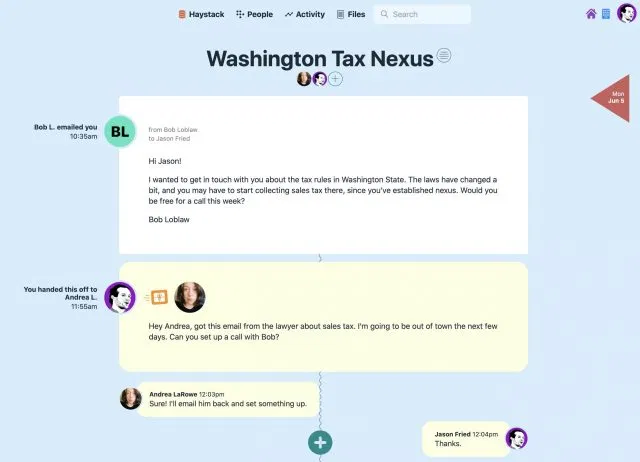 Haystack People Activity Files Search
Washington Tax Nexus
Mon
Jun 5
Bob L. emailed you
10:35am
BL
from Bob Loblaw
to Jason Fried
Hi Jason!
I wanted to get in touch with you about the tax rules in Washington State. The laws have changed a
bit, and you may have to start collecting sales tax there, since you've established nexus. Would you
be free for a call this week?
Bob Loblaw
You handed this off to
Andrea L.
11:55am
Hey Andrea, got this email from the lawyer about sales tax. I'm going to be out of town the next few
days. Can you set up a call with Bob?
Andrea LaRowe 12:03pm
Sure! I'll email him back and set something up.
Jason Fried 12:04pm
Thanks.